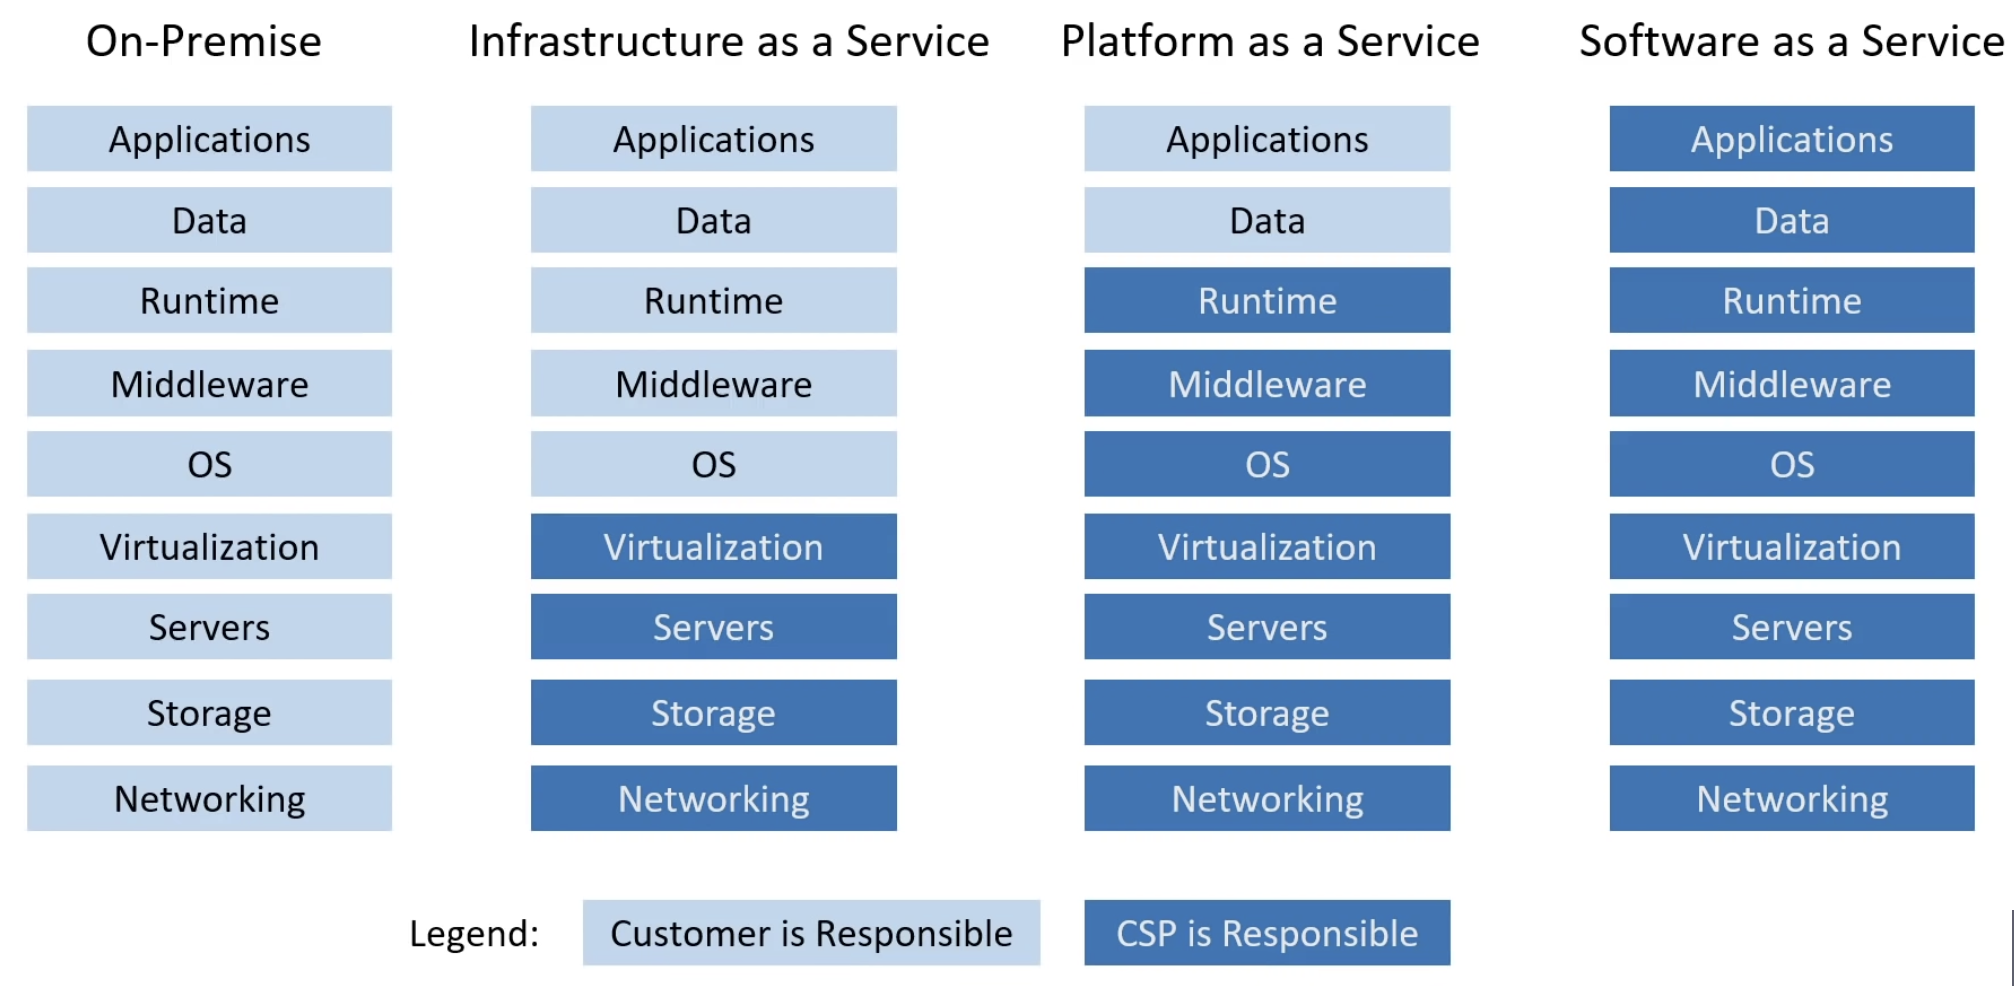 On-Premise Infrastructure as a Service Platform as a Service Software as a Service
Applications Applications Applications Applications
Data Data Data Data
Runtime Runtime Runtime Runtime
Middleware Middleware Middleware Middleware
OS OS OS OS
Virtualization Virtualization Virtualization Virtualization
Servers Servers Servers Servers
Storage Storage Storage Storage
Networking Networking Networking Networking
Legend: Customer is Responsible CSP is Responsible